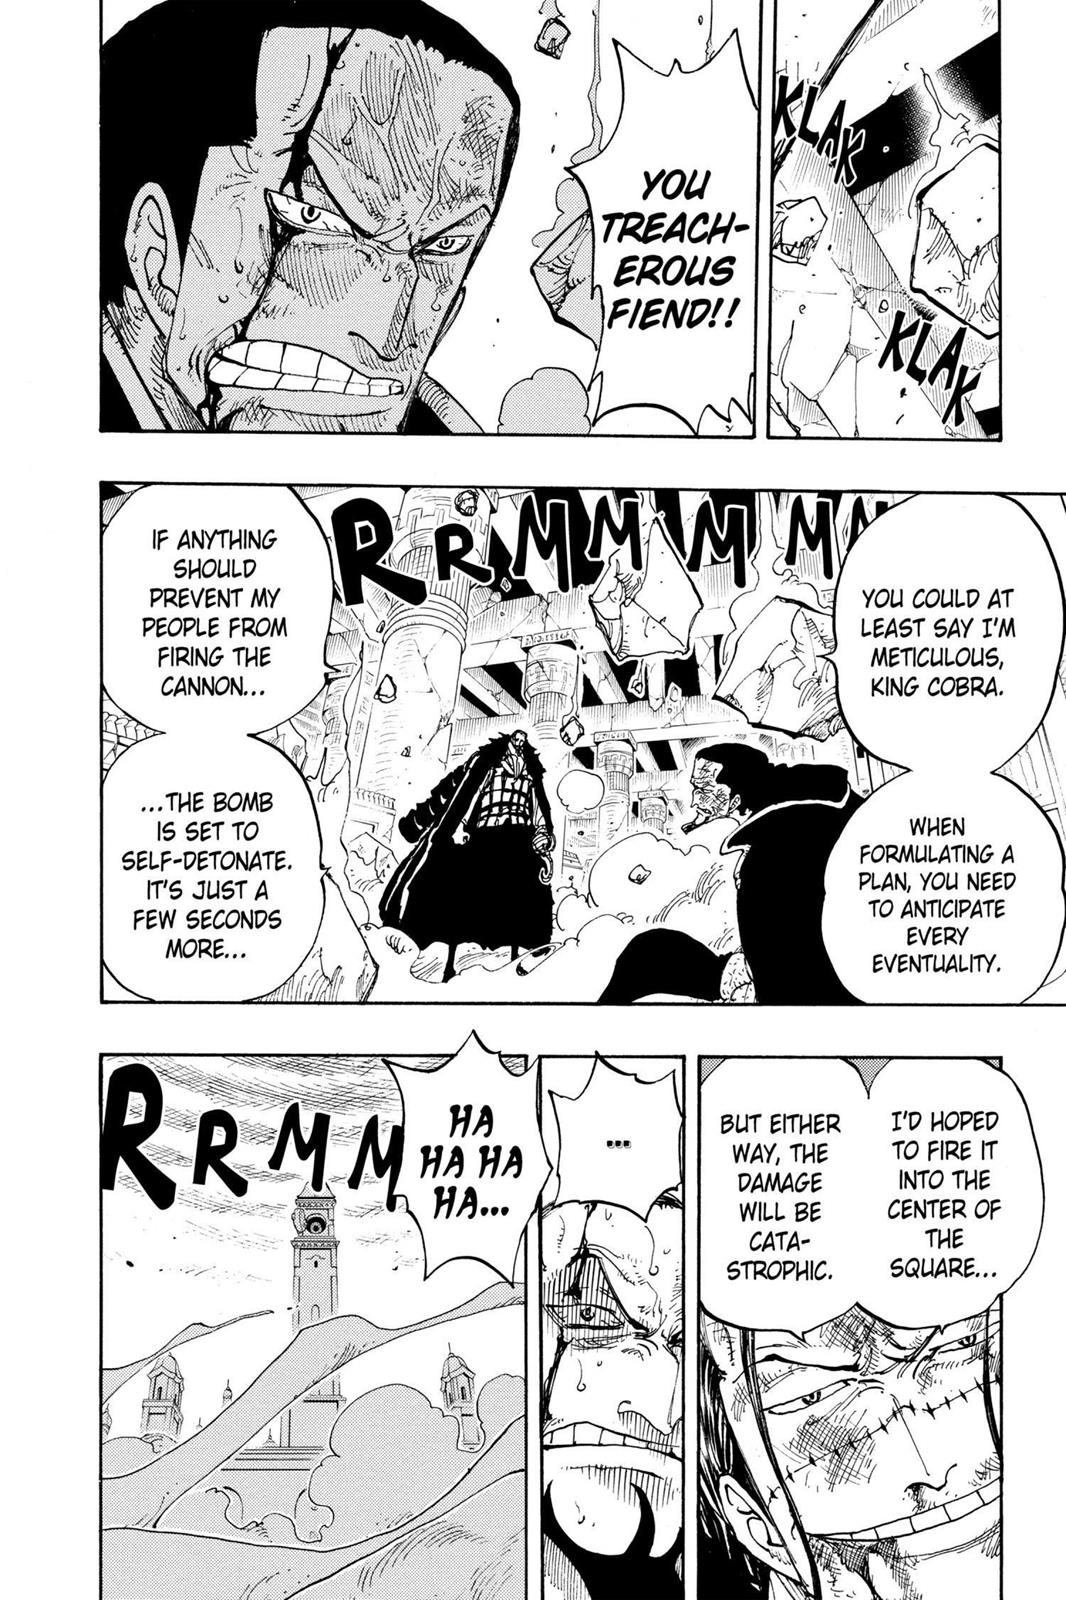 KLAK
KLAK
YOU
TREACH-
EROUS
FIEND!!
YOU COULD AT
LEAST SAY I'M
METICULOUS,
KING COBRA.
WHEN
FORMULATING A
PLAN, YOU NEED
TO ANTICIPATE
EVERY
EVENTUALITY.
RRMMMMM
IF ANYTHING
SHOULD
PREVENT MY
PEOPLE FROM
FIRING THE
CANNON...
...THE BOMB
IS SET TO
SELF-DETONATE.
IT'S JUST A
FEW SECONDS
MORE...
I'D HOPED
TO FIRE IT
INTO THE
CENTER OF
THE
SQUARE...
BUT EITHER
WAY, THE
DAMAGE
WILL BE
CATA-
STROPHIC.
...
HA
HA HA
HA...
RRMM